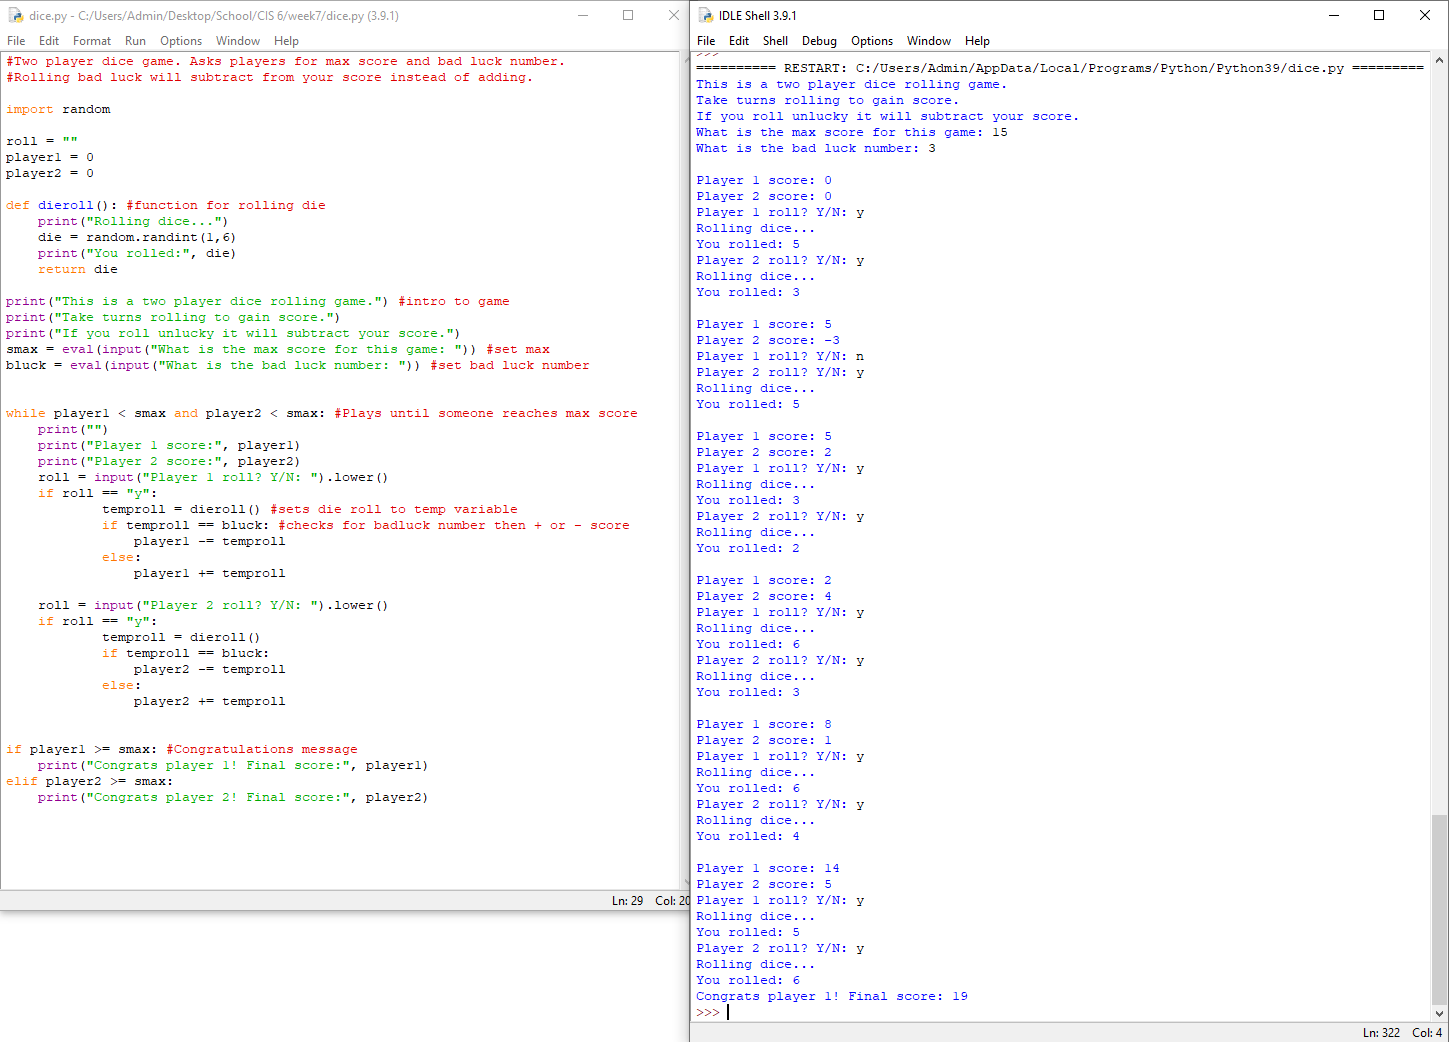 dice.py - C:/Users/Admin/Desktop/School/CIS 6/week7/dice.py (3.9.1)
File Edit Format Run Options Window Help
#Two player dice game. Asks players for max score and bad luck number.
#Rolling bad luck will subtract from your score instead of adding.

import random

roll = ""
player1 = 0
player2 = 0

def dieroll(): #function for rolling die
    print("Rolling dice...")
    die = random.randint(1,6)
    print("You rolled:", die)
    return die

print("This is a two player dice rolling game.") #intro to game
print("Take turns rolling to gain score.")
print("If you roll unlucky it will subtract your score.")
smax = eval(input("What is the max score for this game: ")) #set max
bluck = eval(input("What is the bad luck number: ")) #set bad luck number

while player1 < smax and player2 < smax: #Plays until someone reaches max score
    print("")
    print("Player 1 score:", player1)
    print("Player 2 score:", player2)
    roll = input("Player 1 roll? Y/N: ").lower()
    if roll == "y":
            temproll = dieroll() #sets die roll to temp variable
            if temproll == bluck: #checks for badluck number then + or - score
                player1 -= temproll
            else:
                player1 += temproll

    roll = input("Player 2 roll? Y/N: ").lower()
    if roll == "y":
            temproll = dieroll()
            if temproll == bluck:
                player2 -= temproll
            else:
                player2 += temproll

if player1 >= smax: #Congratulations message
    print("Congrats player 1! Final score:", player1)
elif player2 >= smax:
    print("Congrats player 2! Final score:", player2)
Ln: 29 Col: 20
IDLE Shell 3.9.1
File Edit Shell Debug Options Window Help
>>>
========== RESTART: C:/Users/Admin/AppData/Local/Programs/Python/Python39/dice.py =========
This is a two player dice rolling game.
Take turns rolling to gain score.
If you roll unlucky it will subtract your score.
What is the max score for this game: 15
What is the bad luck number: 3

Player 1 score: 0
Player 2 score: 0
Player 1 roll? Y/N: y
Rolling dice...
You rolled: 5
Player 2 roll? Y/N: y
Rolling dice...
You rolled: 3

Player 1 score: 5
Player 2 score: -3
Player 1 roll? Y/N: n
Player 2 roll? Y/N: y
Rolling dice...
You rolled: 5

Player 1 score: 5
Player 2 score: 2
Player 1 roll? Y/N: y
Rolling dice...
You rolled: 3
Player 2 roll? Y/N: y
Rolling dice...
You rolled: 2

Player 1 score: 2
Player 2 score: 4
Player 1 roll? Y/N: y
Rolling dice...
You rolled: 6
Player 2 roll? Y/N: y
Rolling dice...
You rolled: 3

Player 1 score: 8
Player 2 score: 1
Player 1 roll? Y/N: y
Rolling dice...
You rolled: 6
Player 2 roll? Y/N: y
Rolling dice...
You rolled: 4

Player 1 score: 14
Player 2 score: 5
Player 1 roll? Y/N: y
Rolling dice...
You rolled: 5
Player 2 roll? Y/N: y
Rolling dice...
You rolled: 6
Congrats player 1! Final score: 19
>>>
Ln: 322 Col: 4